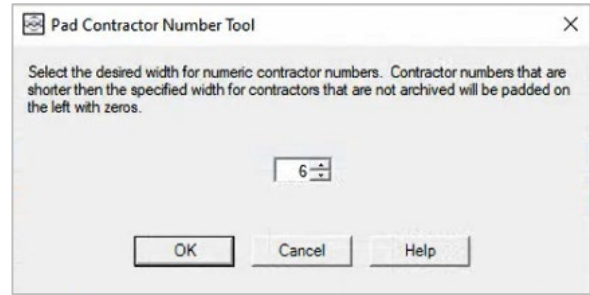 Pad Contractor Number Tool
Select the desired width for numeric contractor numbers. Contractor numbers that are
shorter then the specified width for contractors that are not archived will be padded on
the left with zeros.
6
OK Cancel Help